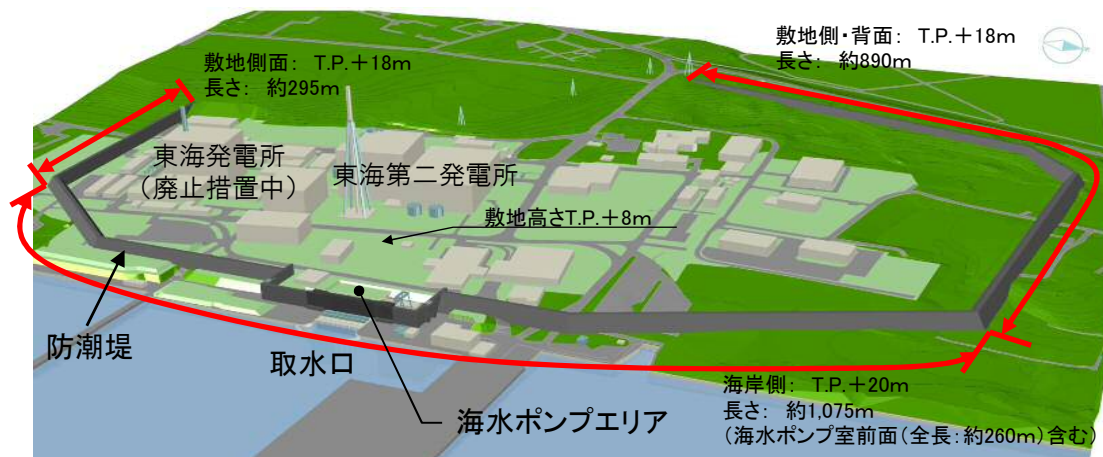 敷地側・背面： T.P.＋18m
長さ： 約890m
敷地側面： T.P.＋18m
長さ： 約295m
東海発電所
（廃止措置中）
東海第二発電所
敷地高さT.P.＋8m
防潮堤
取水口
海水ポンプエリア
海岸側： T.P.＋20m
長さ： 約1,075m
（海水ポンプ室前面（全長：約260m）含む）